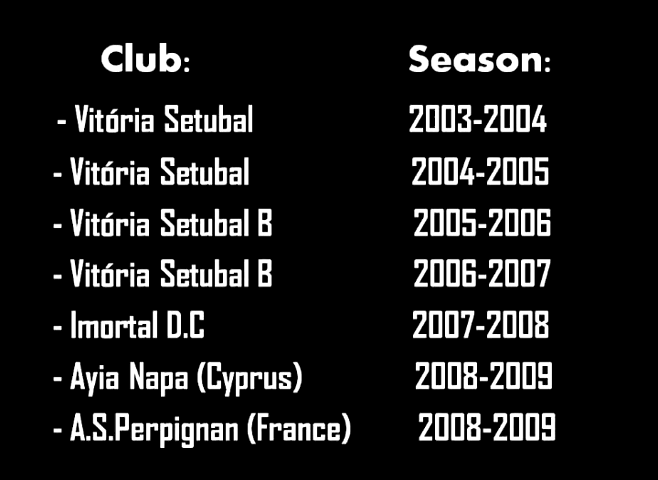 Club: Season:
- Vitória Setubal 2003-2004
- Vitória Setubal 2004-2005
- Vitória Setubal B 2005-2006
- Vitória Setubal B 2006-2007
- Imortal D.C 2007-2008
- Ayia Napa (Cyprus) 2008-2009
- A.S.Perpignan (France) 2008-2009